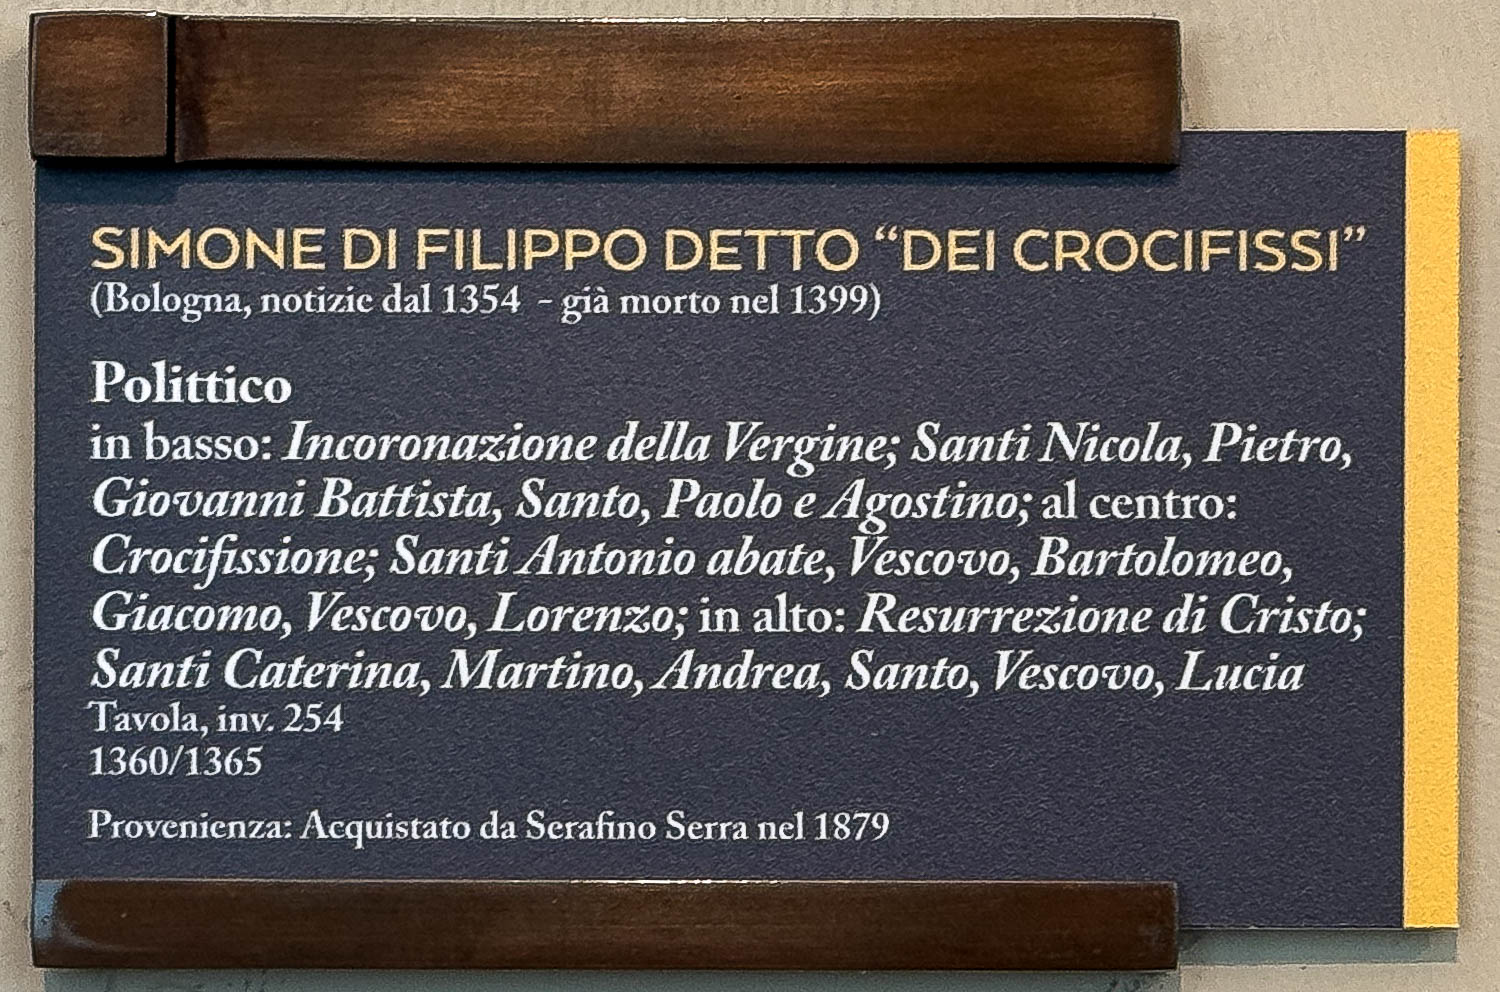 SIMONE DI FILIPPO DETTO “DEI CROCIFISSI”
(Bologna, notizie dal 1354 - già morto nel 1399)
Polittico
in basso: Incoronazione della Vergine; Santi Nicola, Pietro,
Giovanni Battista, Santo, Paolo e Agostino; al centro:
Crocifissione; Santi Antonio abate, Vescovo, Bartolomeo,
Giacomo, Vescovo, Lorenzo; in alto: Resurrezione di Cristo;
Santi Caterina, Martino, Andrea, Santo, Vescovo, Lucia
Tavola, inv. 254
1360/1365
Provenienza: Acquistato da Serafino Serra nel 1879